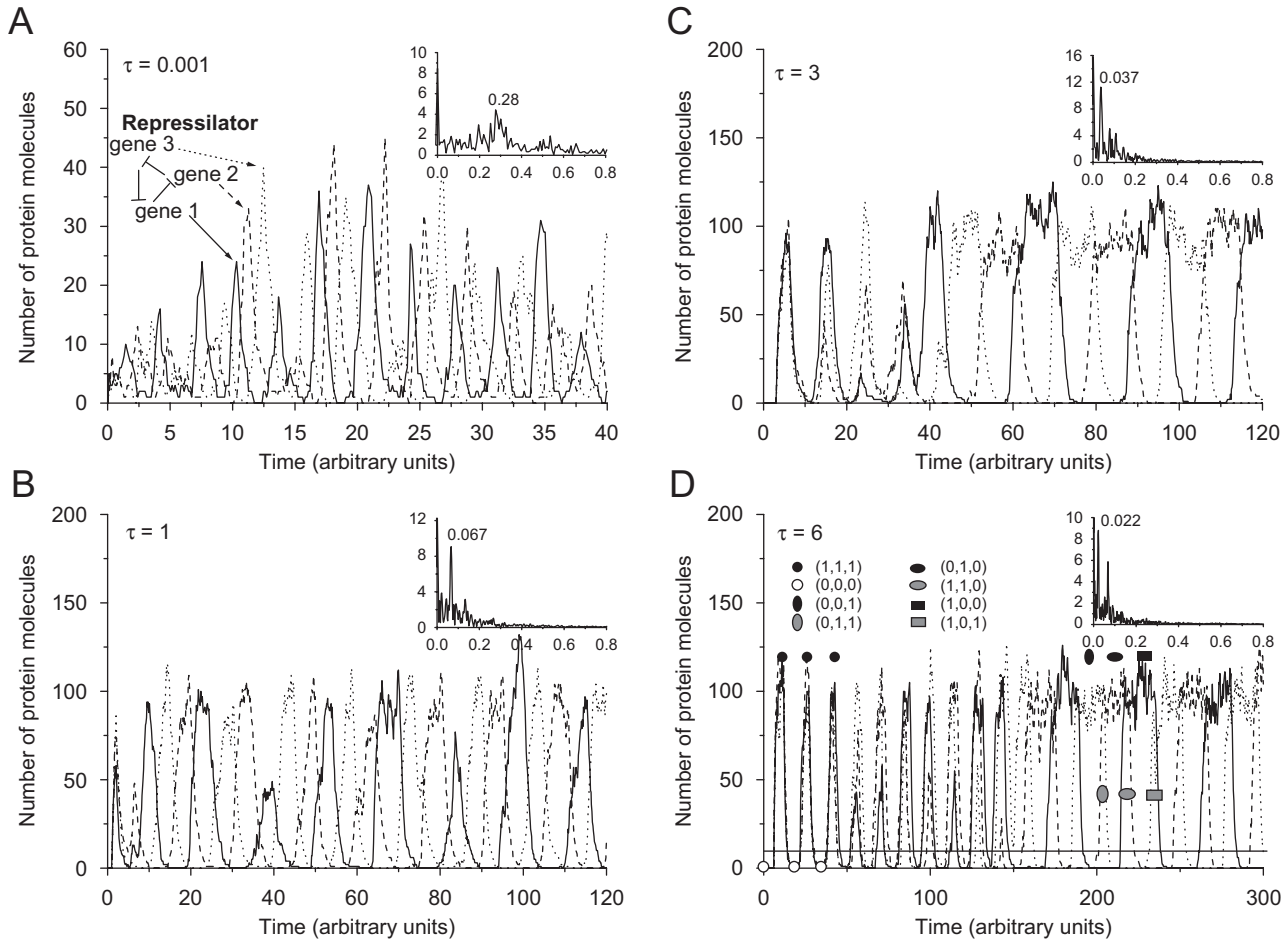 A
τ = 0.001
Repressilator
gene 3
gene 2
gene 1
Number of protein molecules
60
50
40
30
20
10
0
0 5 10 15 20 25 30 35 40
Time (arbitrary units)
10
8
6
4
2
0
0.28
0.0 0.2 0.4 0.6 0.8
C
τ = 3
Number of protein molecules
200
150
100
50
0
0 20 40 60 80 100 120
Time (arbitrary units)
16
12
8
4
0
0.037
0.0 0.2 0.4 0.6 0.8
B
τ = 1
Number of protein molecules
200
150
100
50
0
0 20 40 60 80 100 120
Time (arbitrary units)
12
8
4
0
0.067
0.0 0.2 0.4 0.6 0.8
D
τ = 6
(1,1,1) (0,1,0)
(0,0,0) (1,1,0)
(0,0,1) (1,0,0)
(0,1,1) (1,0,1)
Number of protein molecules
200
150
100
50
0
0 100 200 300
Time (arbitrary units)
10
8
6
4
2
0
0.022
0.0 0.2 0.4 0.6 0.8